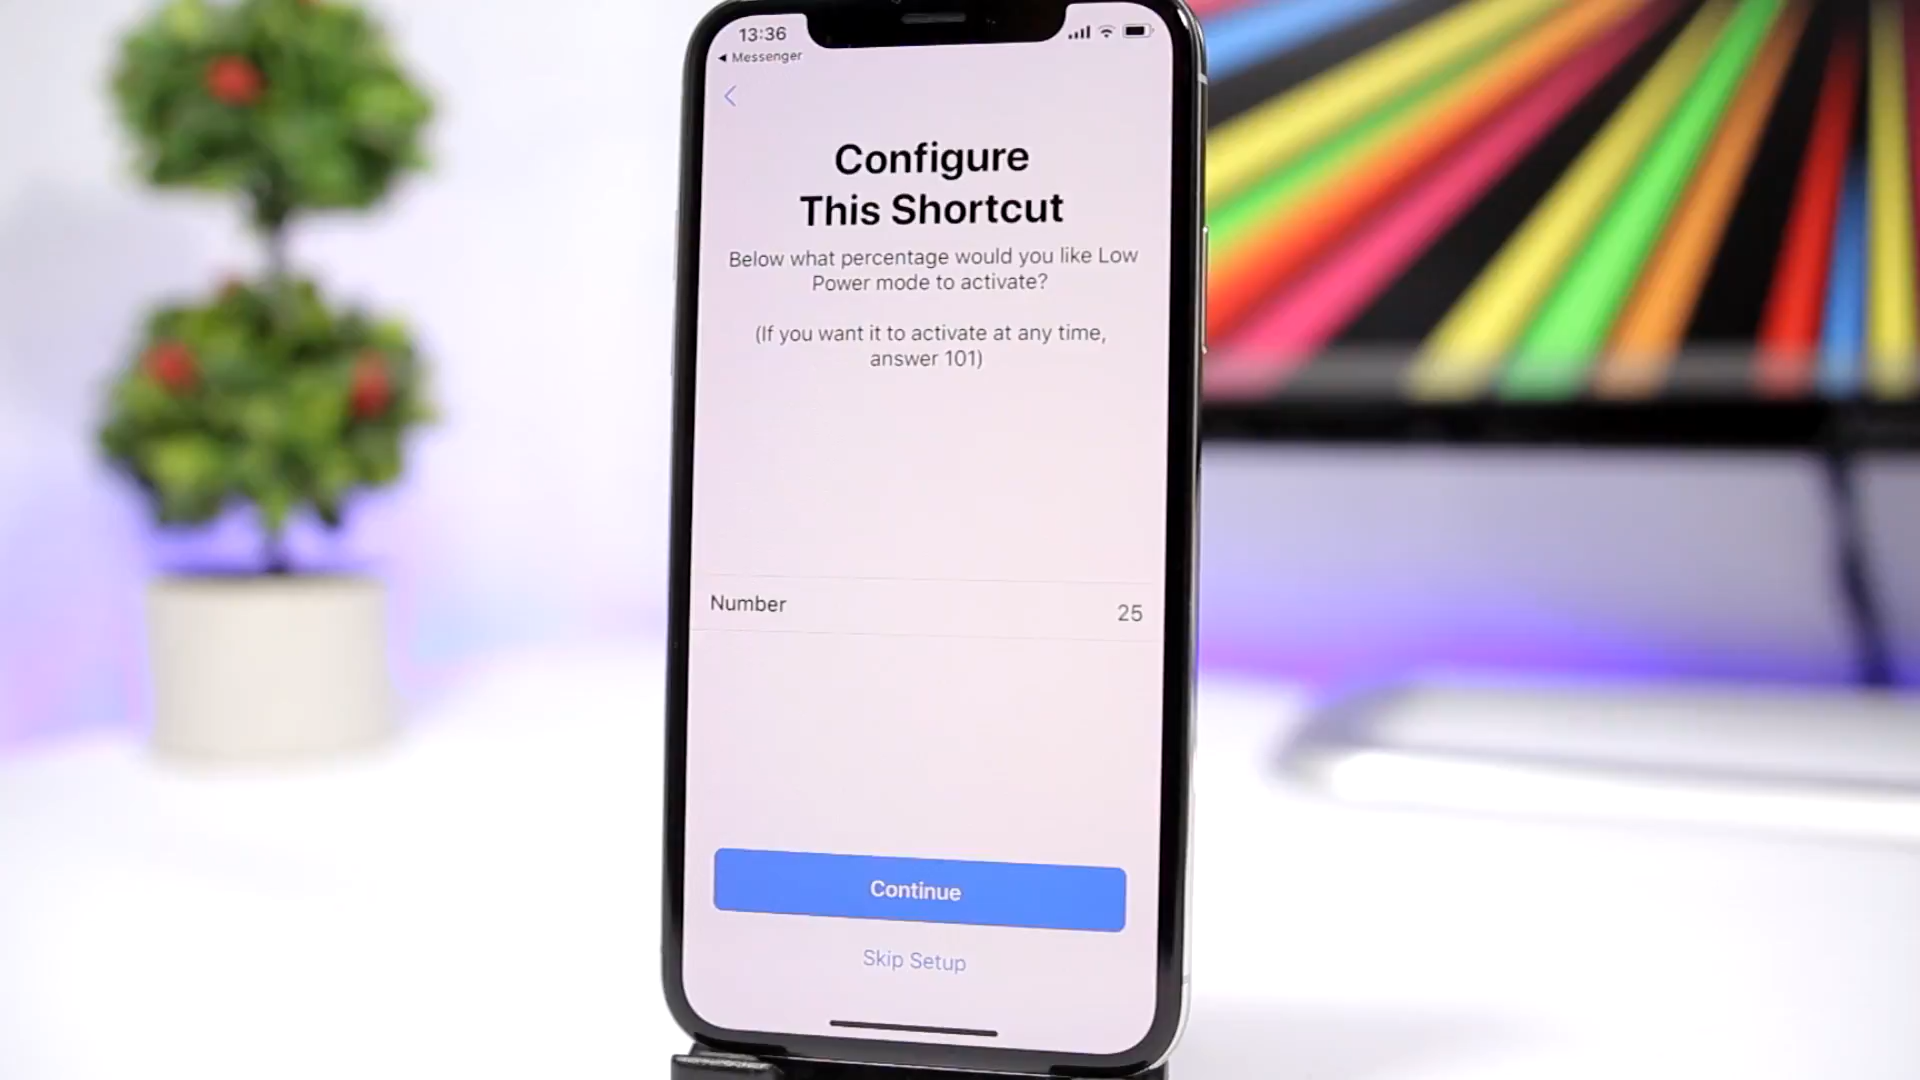 13:36
◀ Messenger
Configure
This Shortcut
Below what percentage would you like Low
Power mode to activate?
(If you want it to activate at any time,
answer 101)
Number 25
Continue
Skip Setup